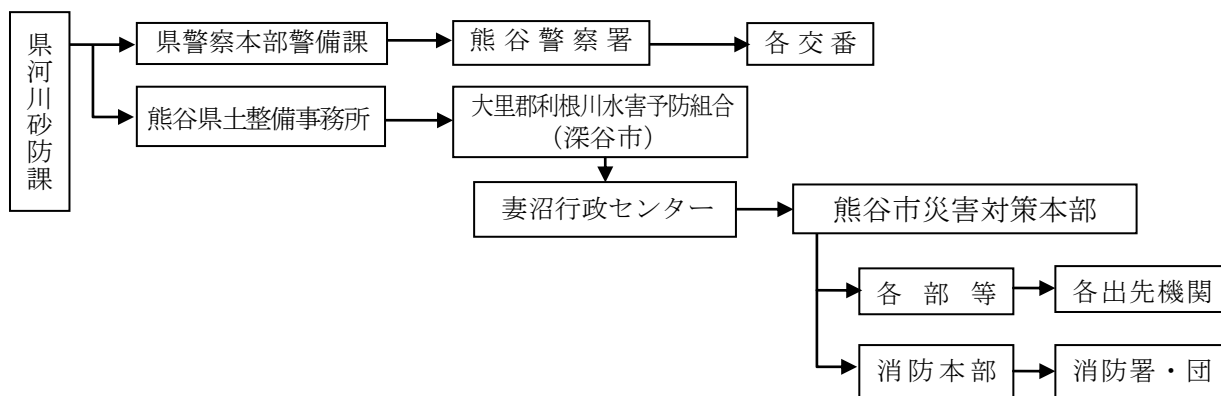 県河川砂防課
県警察本部警備課
熊谷警察署
各交番
熊谷県土整備事務所
大里郡利根川水害予防組合
（深谷市）
妻沼行政センター
熊谷市災害対策本部
各部等
各出先機関
消防本部
消防署・団